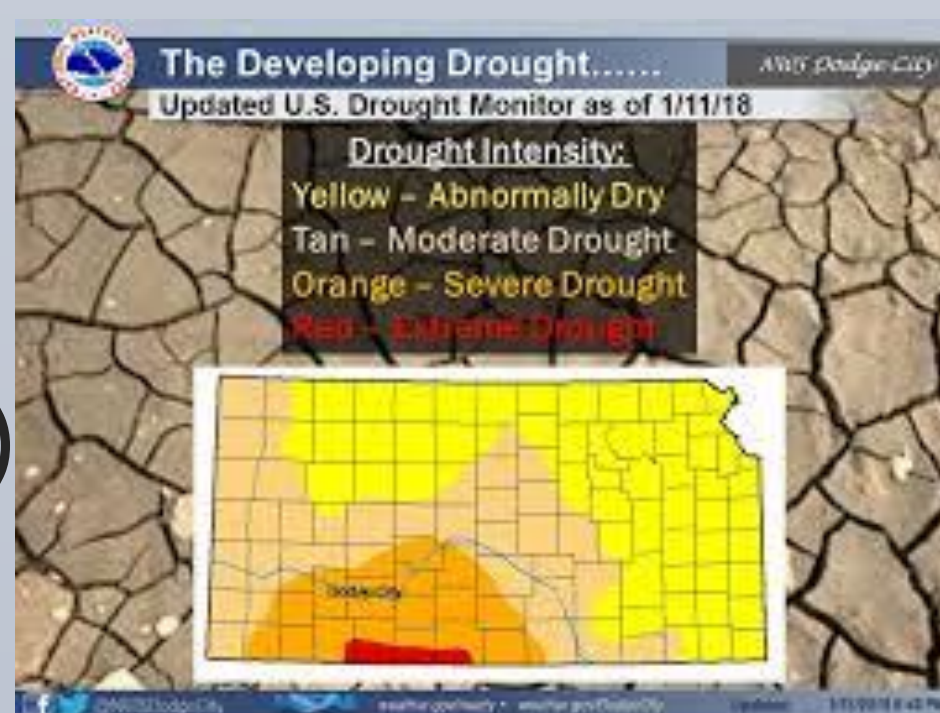 The Developing Drought......
NWS Dodge City
Updated U.S. Drought Monitor as of 1/11/18
Drought Intensity:
Yellow – Abnormally Dry
Tan – Moderate Drought
Orange – Severe Drought
Red – Extreme Drought
Dodge City